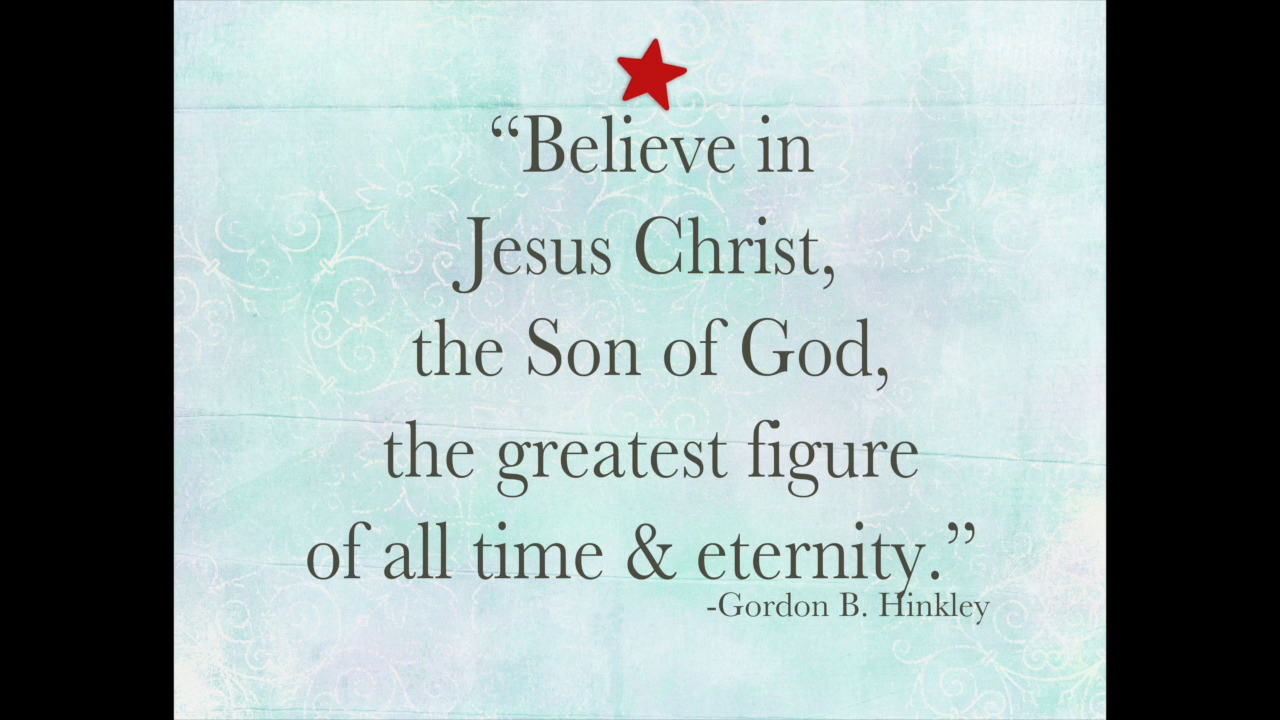 “Believe in
Jesus Christ,
the Son of God,
the greatest figure
of all time & eternity.”
-Gordon B. Hinkley